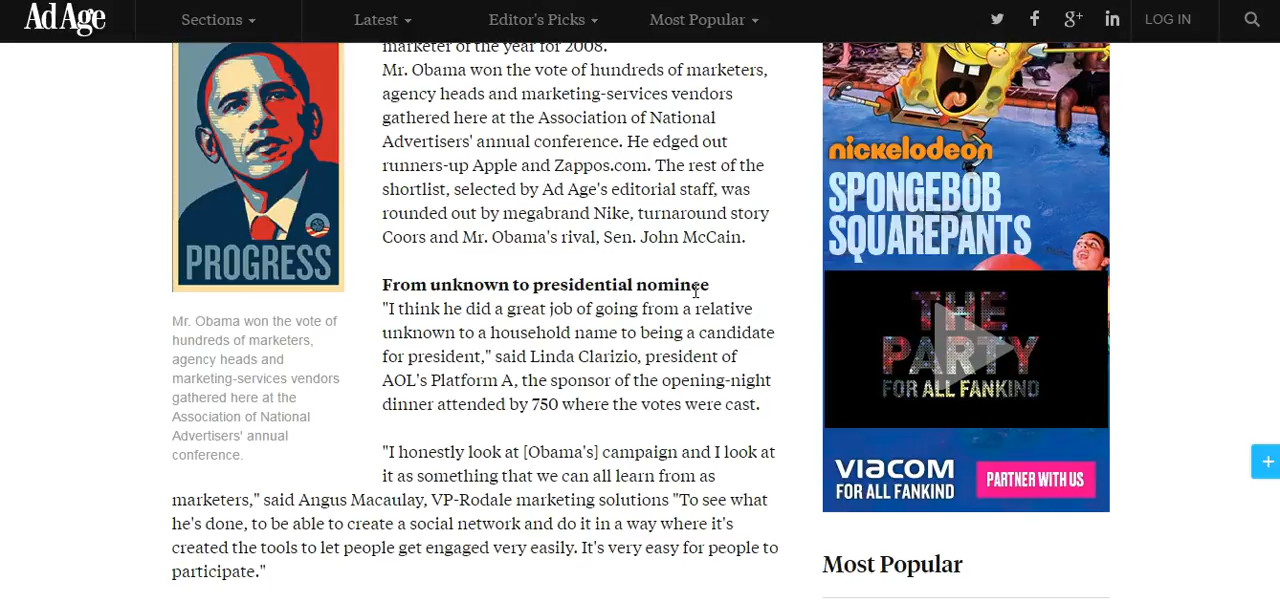 Ad Age
Sections
Latest
Editor's Picks
Most Popular
LOG IN
marketer of the year for 2008.
Mr. Obama won the vote of hundreds of marketers,
agency heads and marketing-services vendors
gathered here at the Association of National
Advertisers' annual conference. He edged out
runners-up Apple and Zappos.com. The rest of the
shortlist, selected by Ad Age's editorial staff, was
rounded out by megabrand Nike, turnaround story
Coors and Mr. Obama's rival, Sen. John McCain.
PROGRESS
Mr. Obama won the vote of
hundreds of marketers,
agency heads and
marketing-services vendors
gathered here at the
Association of National
Advertisers' annual
conference.
From unknown to presidential nominee
"I think he did a great job of going from a relative
unknown to a household name to being a candidate
for president," said Linda Clarizio, president of
AOL's Platform A, the sponsor of the opening-night
dinner attended by 750 where the votes were cast.
"I honestly look at [Obama's] campaign and I look at
it as something that we can all learn from as
marketers," said Angus Macaulay, VP-Rodale marketing solutions "To see what
he's done, to be able to create a social network and do it in a way where it's
created the tools to let people get engaged very easily. It's very easy for people to
participate."
nickelodeon
SPONGEBOB
SQUAREPANTS
THE
PARTY
FOR ALL FANKIND
VIACOM
FOR ALL FANKIND
PARTNER WITH US
Most Popular